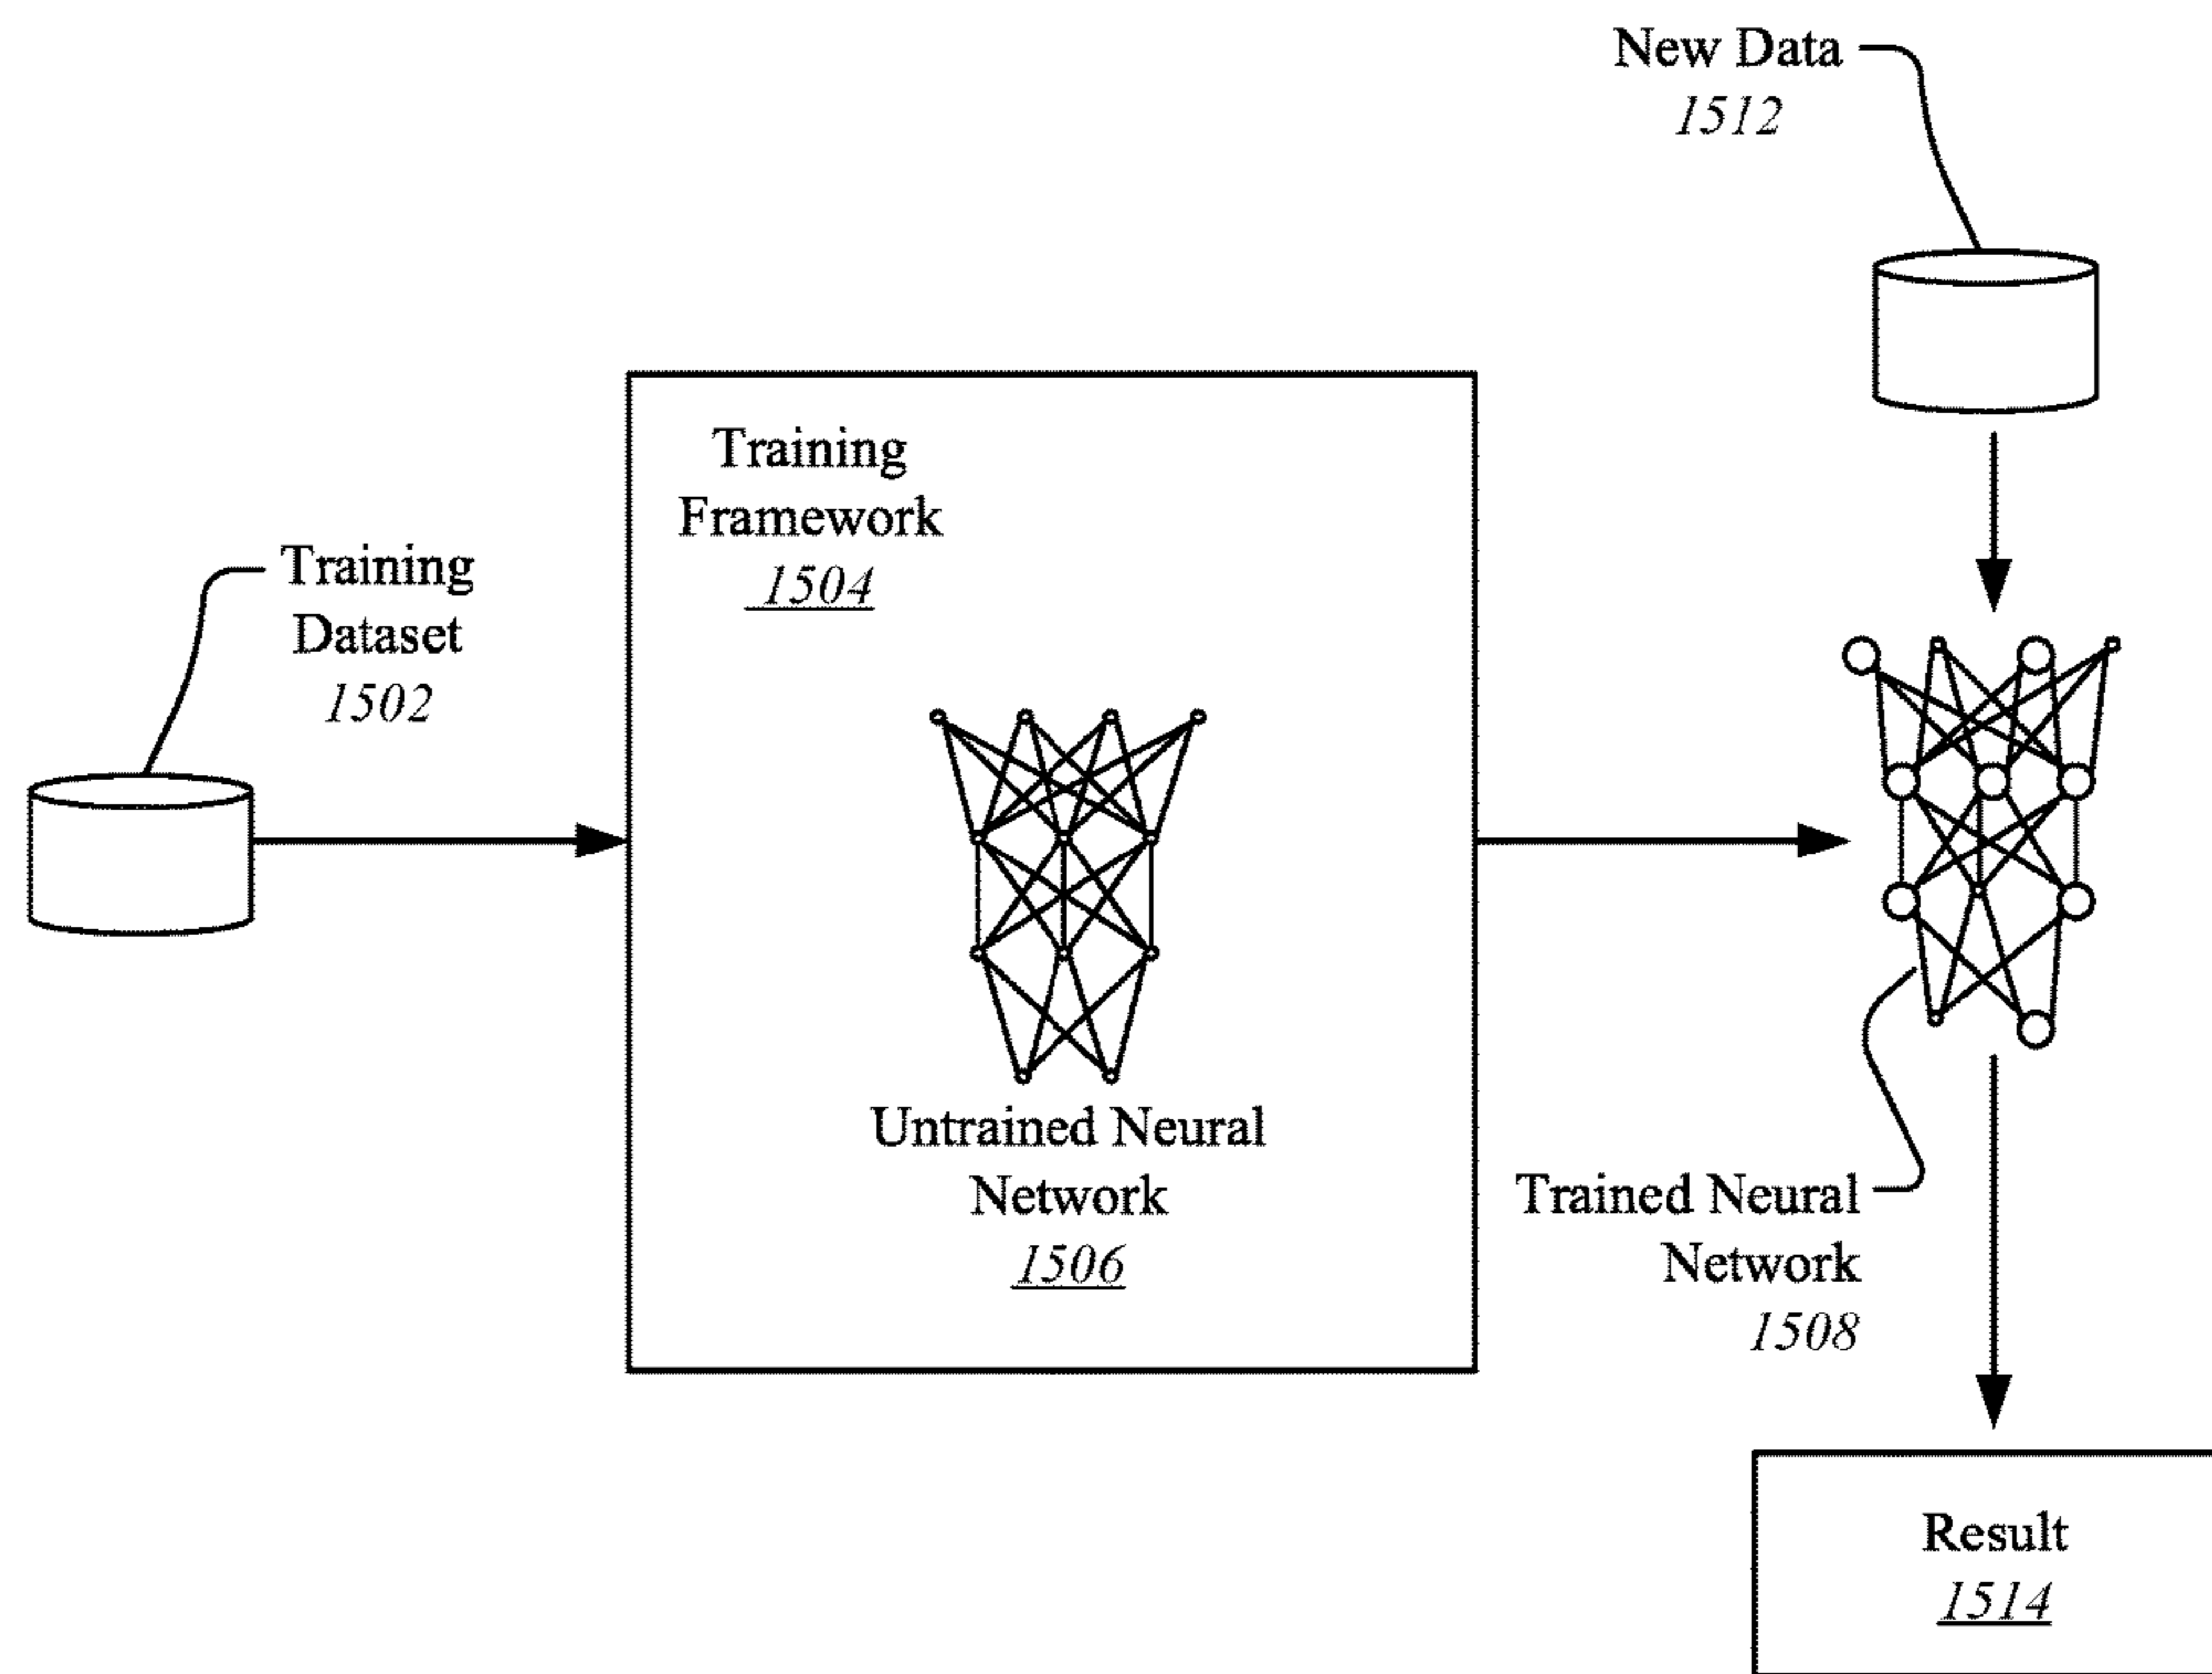 New Data
1512
Training
Framework
1504
Training
Dataset
1502
Untrained Neural
Network
1506
Trained Neural
Network
1508
Result
1514